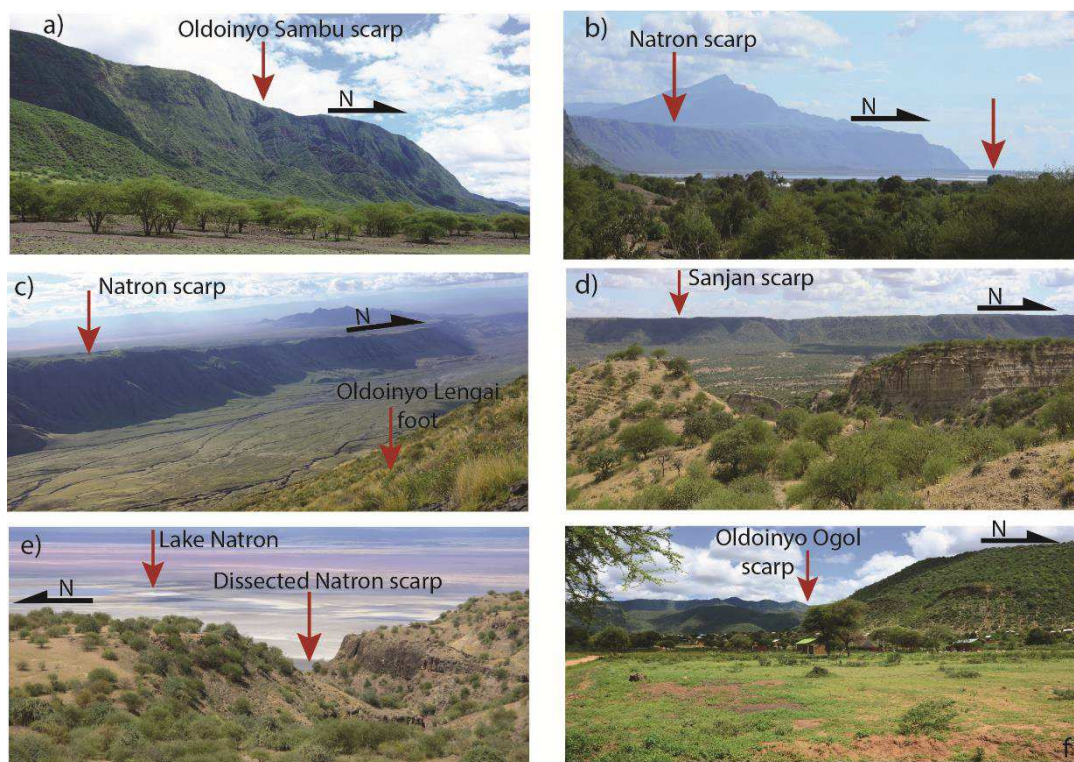 a)
Oldoinyo Sambu scarp
N
b)
Natron scarp
N
c)
Natron scarp
N
Oldoinyo Lengai
foot
d)
Sanjan scarp
N
e)
Lake Natron
N
Dissected Natron scarp
Oldoinyo Ogol
scarp
N
f